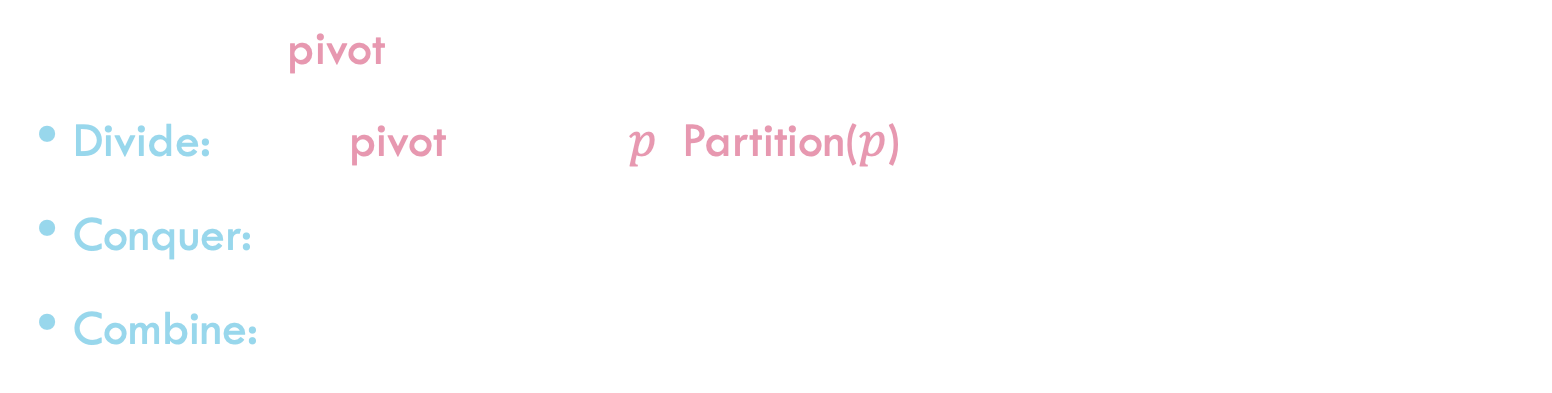 pivot
• Divide: pivot p Partition(p)
• Conquer:
• Combine: